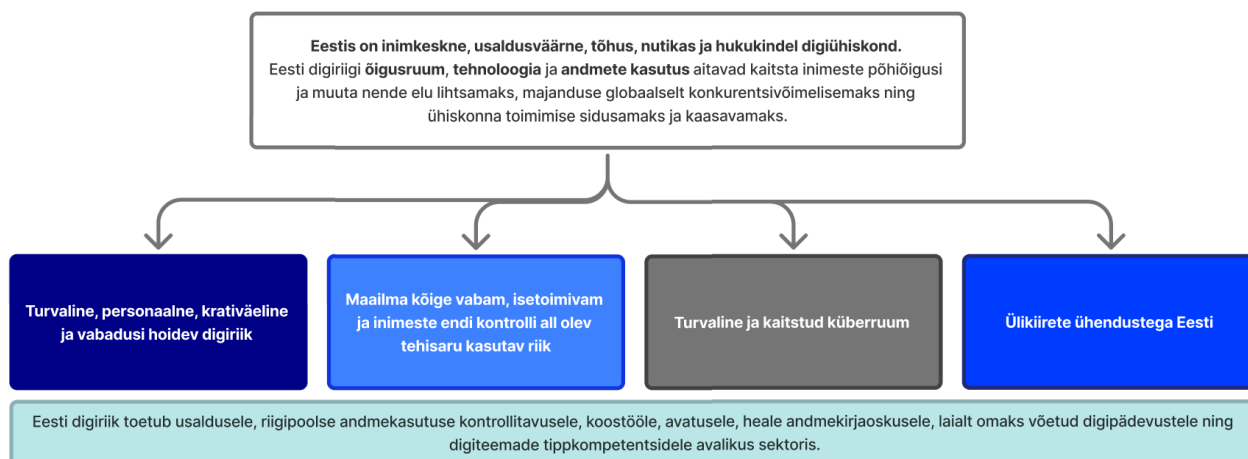 Eestis on inimkeskne, usaldusväärne, tõhus, nutikas ja hukukindel digiühiskond.
Eesti digiriigi õigusruum, tehnoloogia ja andmete kasutus aitavad kaitsta inimeste põhiõigusi
ja muuta nende elu lihtsamaks, majanduse globaalselt konkurentsivõimelisemaks ning
ühiskonna toimimise sidusamaks ja kaasavamaks.
Turvaline, personaalne, krativäeline
ja vabadusi hoidev digiriik
Maailma kõige vabam, isetoimivam
ja inimeste endi kontrolli all olev
tehisaru kasutav riik
Turvaline ja kaitstud küberruum
Ülikiirete ühendustega Eesti
Eesti digiriik toetub usaldusele, riigipoolse andmekasutuse kontrollitavusele, koostööle, avatusele, heale andmekirjaoskusele, laialt omaks võetud digipädevustele ning
digiteemade tippkompetentsidele avalikus sektoris.